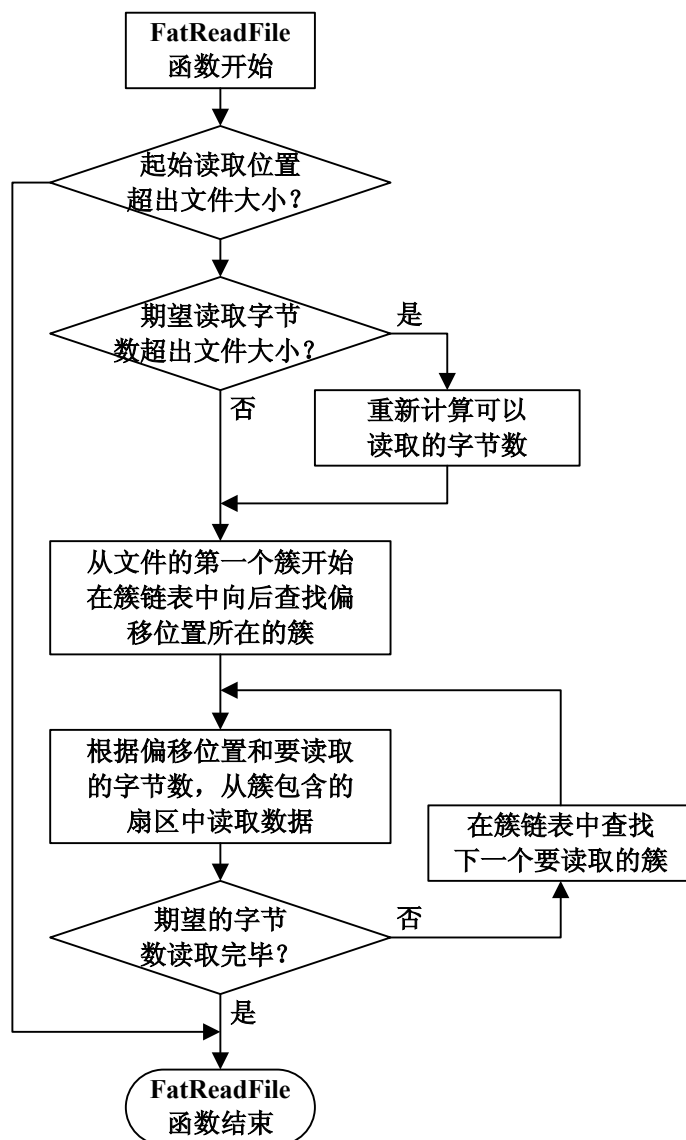 FatReadFile
函数开始
起始读取位置
超出文件大小？
期望读取字节
数超出文件大小？
是
否
重新计算可以
读取的字节数
从文件的第一个簇开始
在簇链表中向后查找偏
移位置所在的簇
根据偏移位置和要读取
的字节数，从簇包含的
扇区中读取数据
在簇链表中查找
下一个要读取的簇
期望的字节
数读取完毕？
否
是
FatReadFile
函数结束